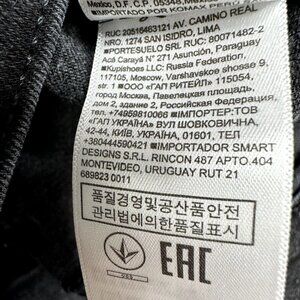 Mexico, D.F., C.P. 05348, Mexico
■IMPORTADO POR KOMAX PERU
RUC 20515463121 AV. CAMINO REAL
NRO. 1274 SAN ISIDRO, LIMA
■PORTESUELO SRL RUC: 80071482-2
Acá Carayá N° 271 Asunción, Paraguay
■Kupishoes LLC: Russia Federation,
117105, Moscow, Varshavskoe shosse 9,
str. 1 ■ООО «ГАП РИТЕЙЛ» 115054,
город Москва, Павелецкая площадь,
дом 2, здание 2, Российская Федерация,
тел. +74959810066 ■ИМПОРТЕР:ТОВ
«ГАП УКРАЇНА» ВУЛ ШОВКОВИЧНА,
42-44, КИЇВ, УКРАЇНА, 01601, ТЕЛ
+380444590421 ■IMPORTADOR SMART
DESIGNS S.R.L. RINCON 487 APTO.404
MONTEVIDEO, URUGUAY RUT 21
689823 0011
품질경영및공산품안전
관리법에의한품질표시
EAC